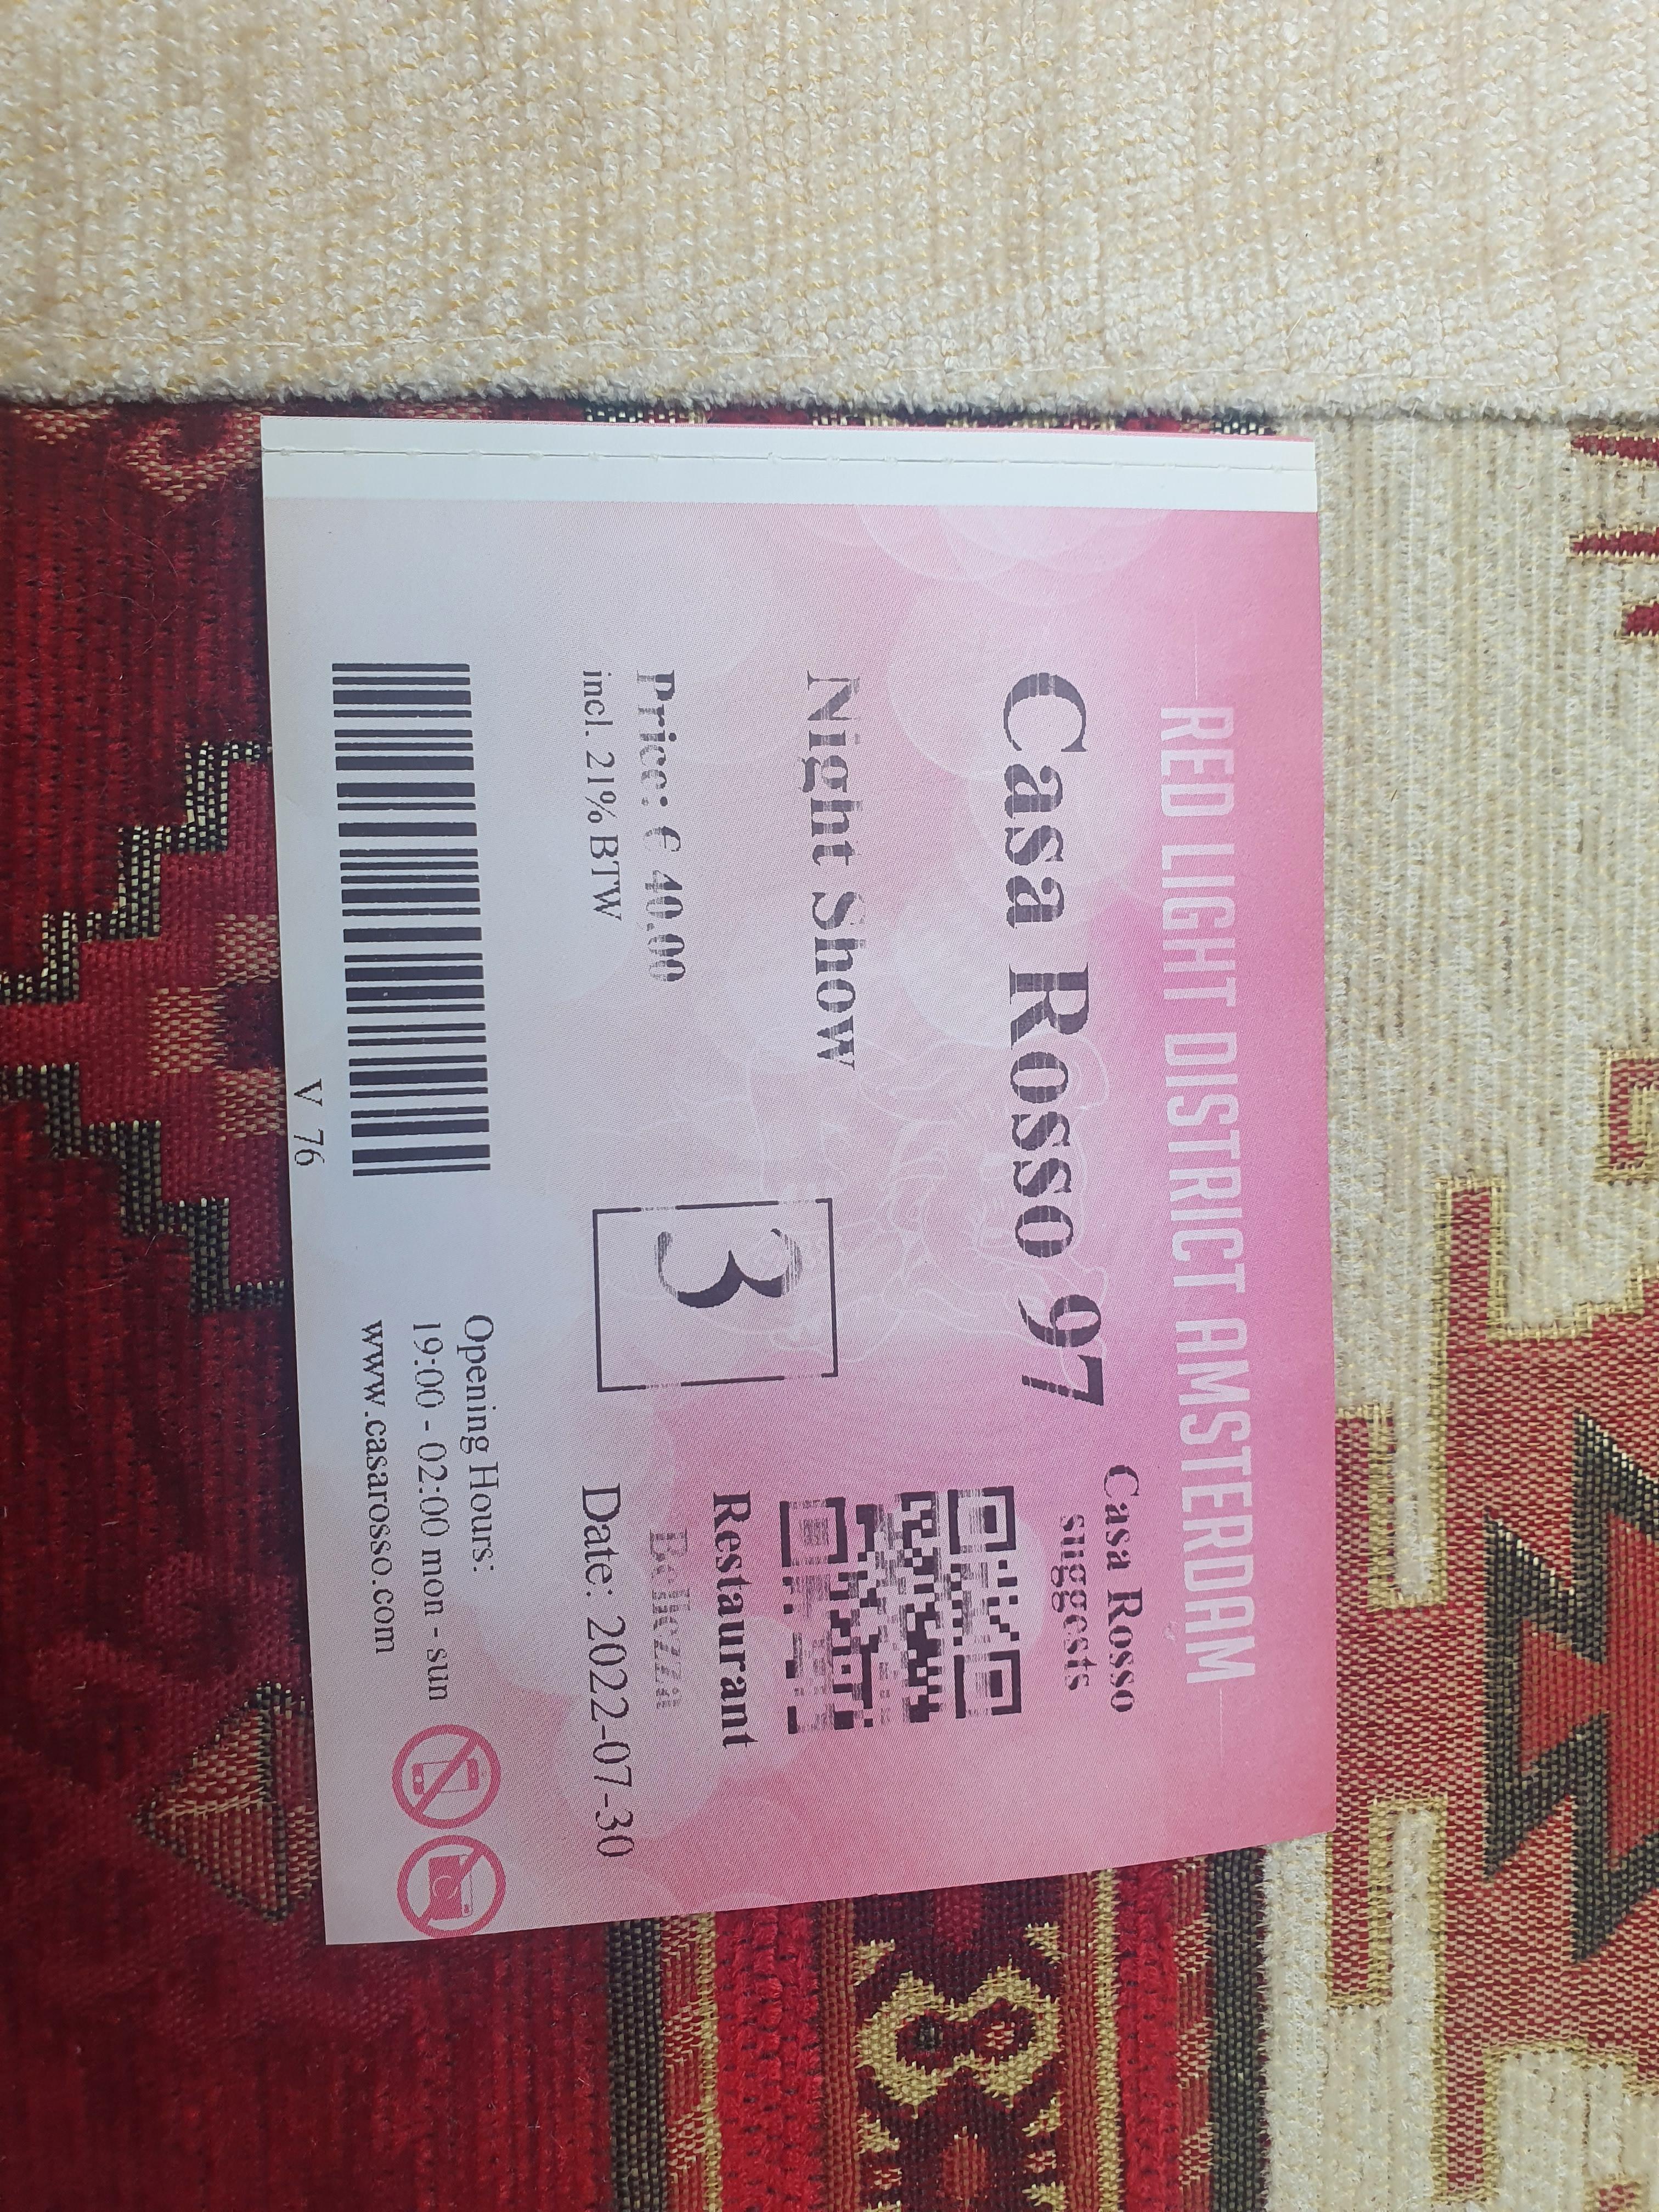 RED LIGHT DISTRICT AMSTERDAM
Casa Rosso 97
Night Show
Price: € 40.00
incl. 21% BTW
3
V 76
Casa Rosso
suggests
Restaurant
Date: 2022-07-30
Opening Hours:
19:00 - 02:00 mon - sun
www.casarosso.com